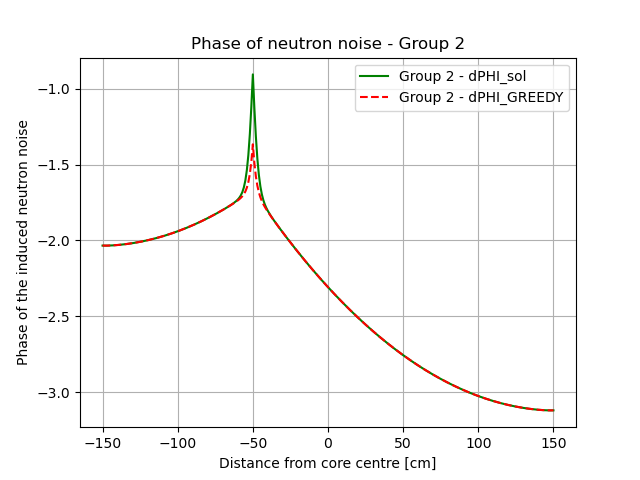 Phase of neutron noise - Group 2
Group 2 - dPHI_sol
Group 2 - dPHI_GREEDY
Phase of the induced neutron noise
−1.0
−1.5
−2.0
−2.5
−3.0
−150
−100
−50
0
50
100
150
Distance from core centre [cm]